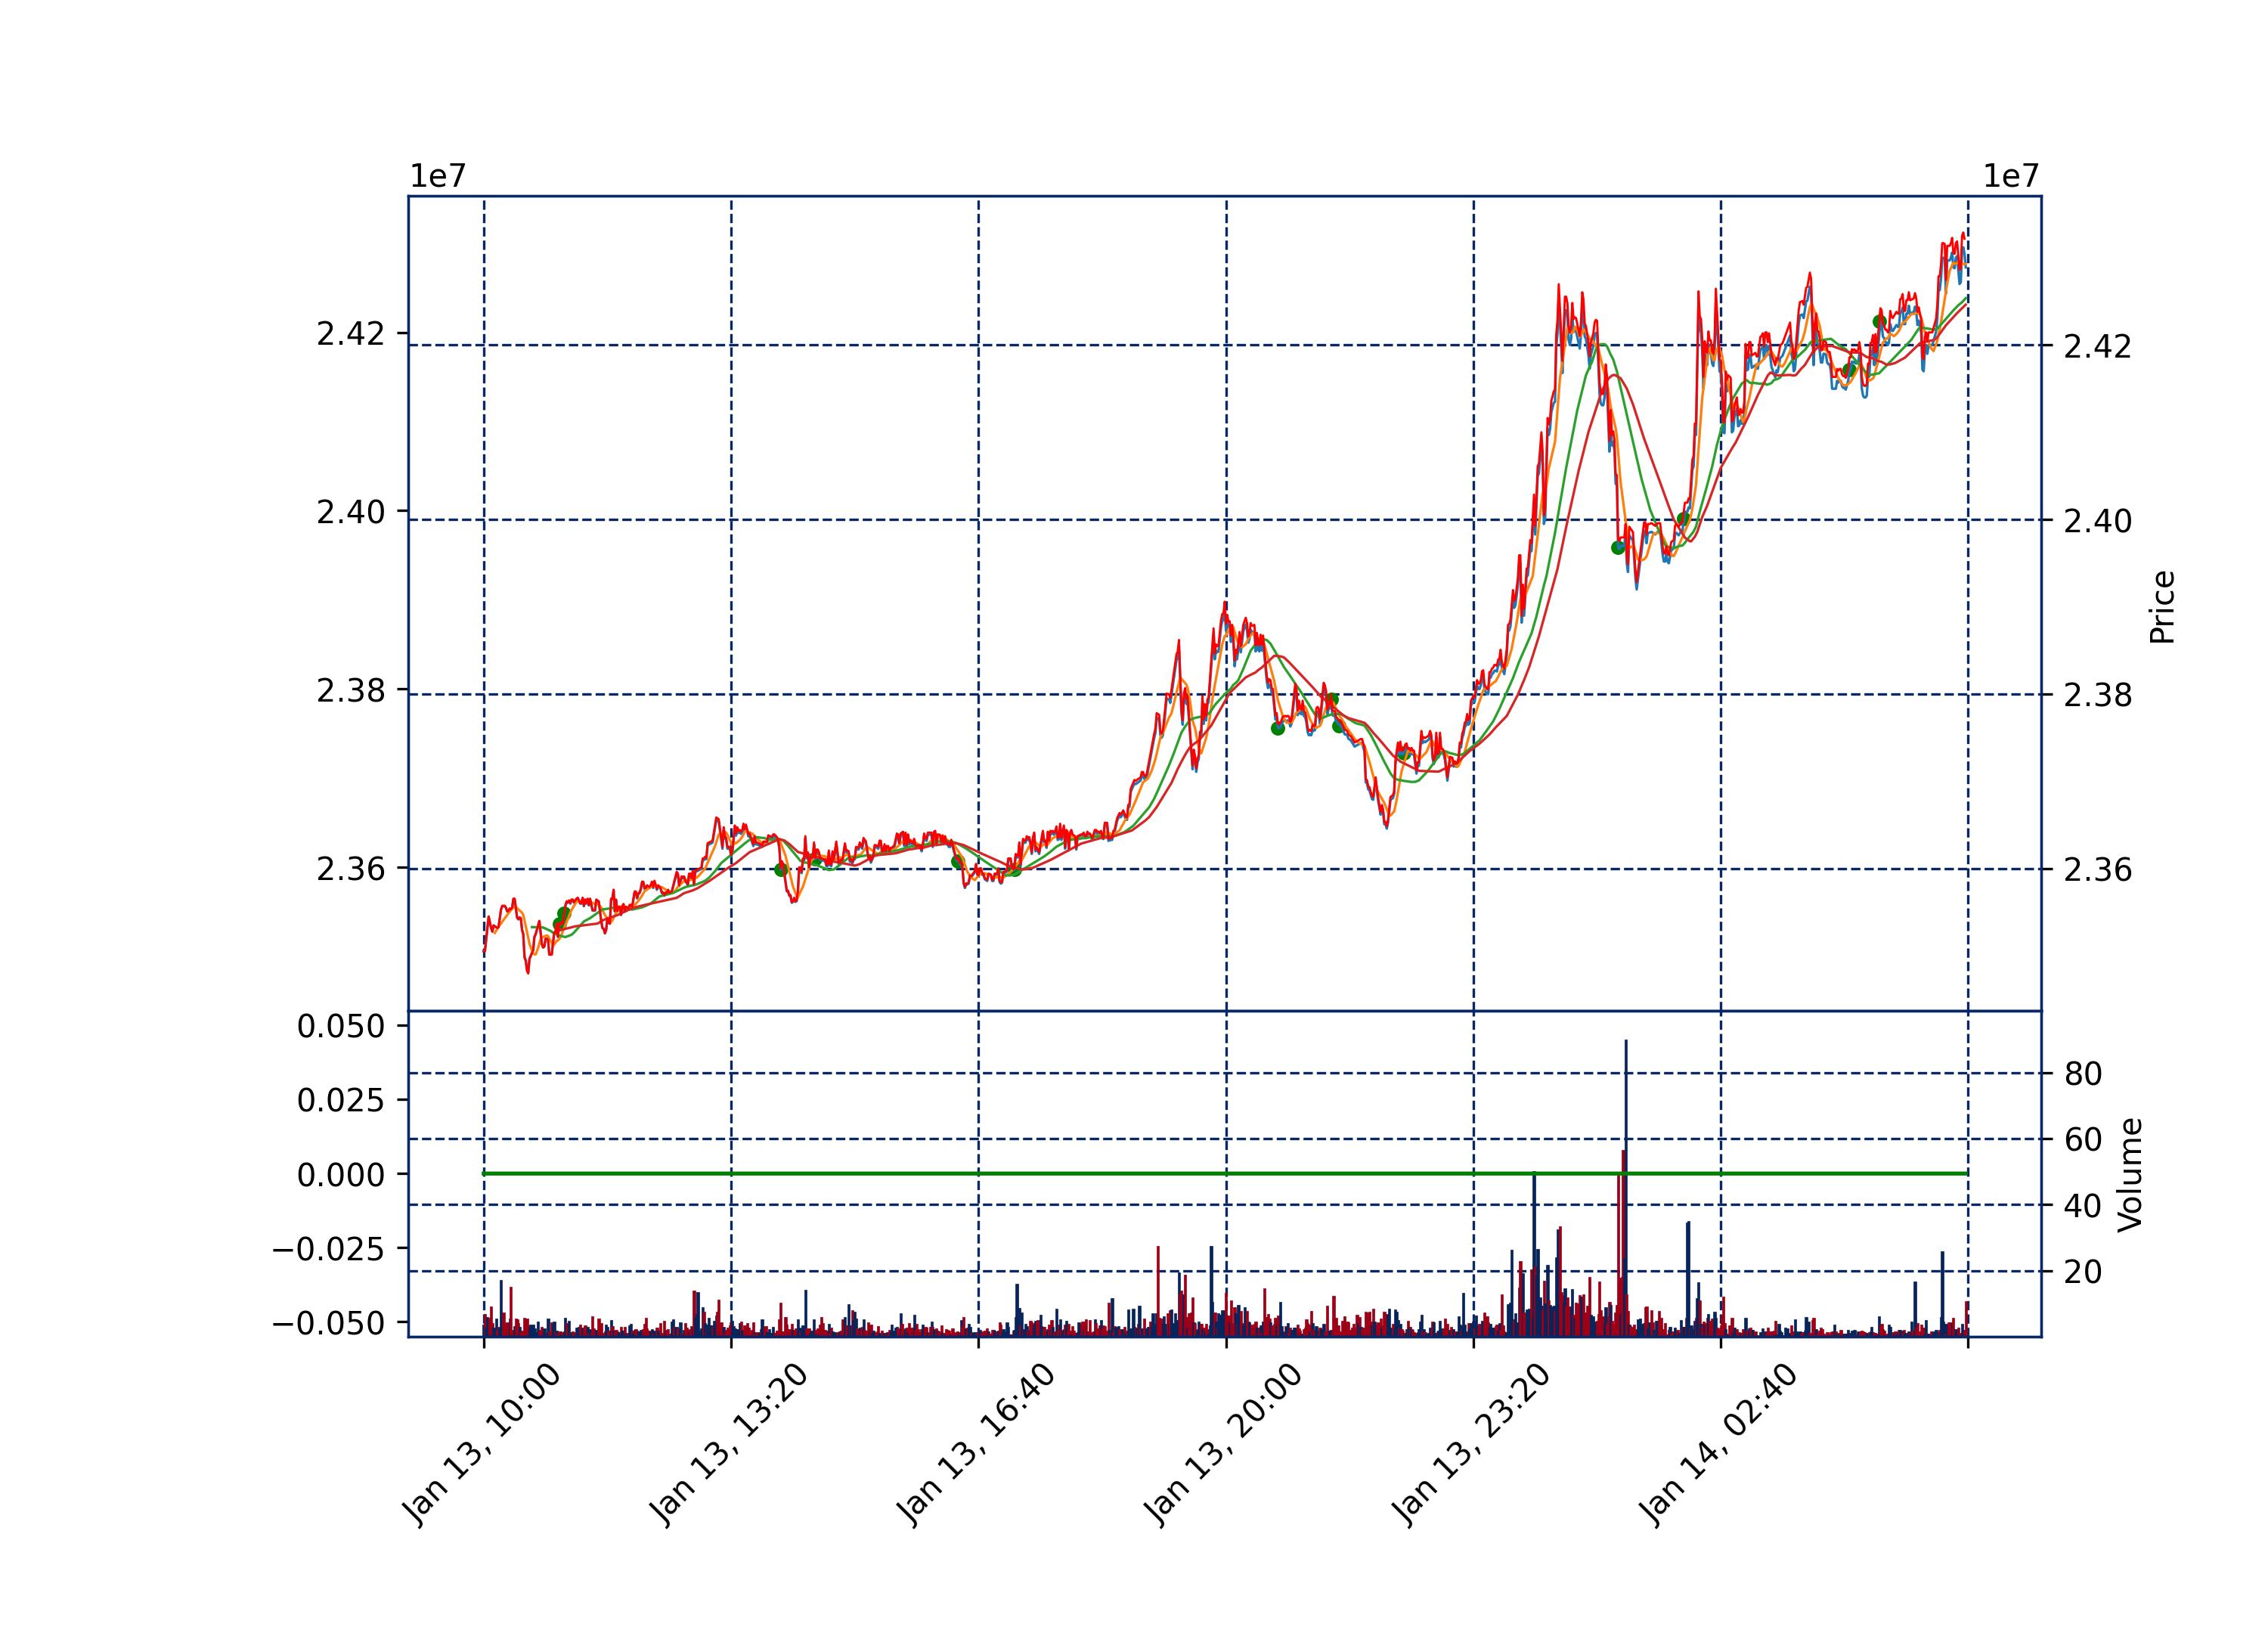 1e7
1e7
2.42
2.40
2.38
2.36
2.42
2.40
2.38
2.36
Price
0.050
0.025
0.000
−0.025
−0.050
80
60
40
20
Volume
Jan 13, 10:00
Jan 13, 13:20
Jan 13, 16:40
Jan 13, 20:00
Jan 13, 23:20
Jan 14, 02:40